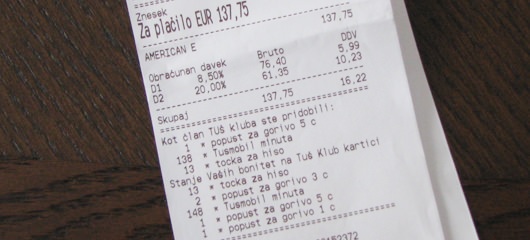 Znesek 137,75
Za plačilo EUR 137,75
AMERICAN E
Obračunan davek Bruto DDV
D1 8,50% 76,40 5,99
D2 20,00% 61,35 10,23
Skupaj 137,75 16,22
Kot član Tuš kluba ste pridobili:
1 * popust za gorivo 5 c
138 * Tušmobil minuta
13 * točka za hišo
Stanje Vaših bonitet na Tuš Klub kartici
13 * točka za hišo
2 * popust za gorivo 3 c
148 * Tušmobil minuta
1 * popust za gorivo 5 c
1 * popust za gorivo 1 c